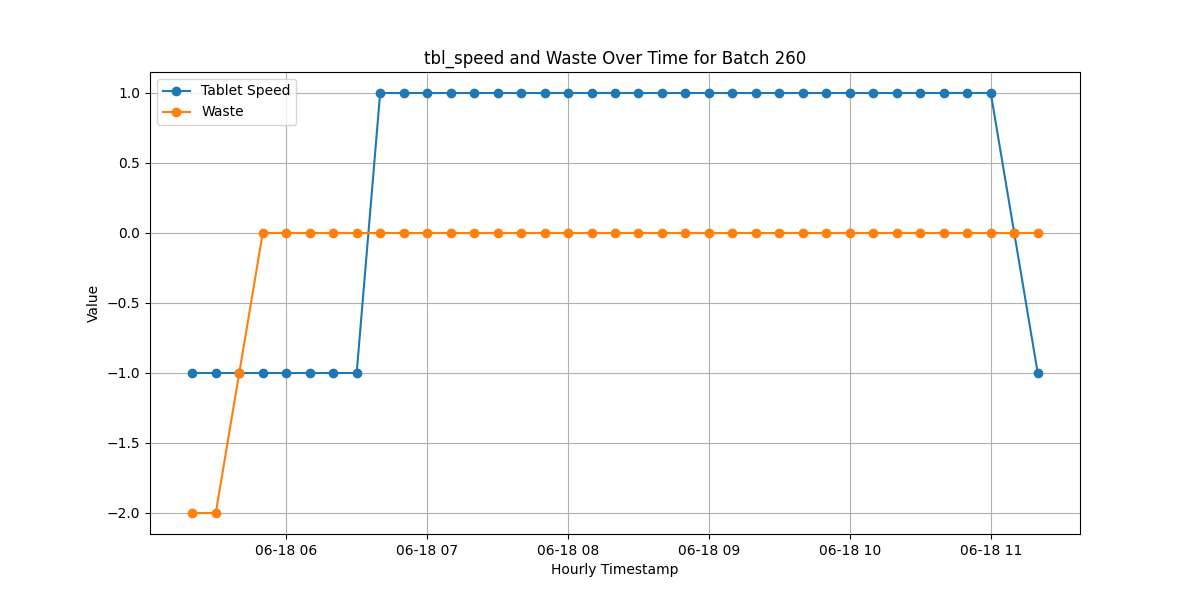 tbl_speed and Waste Over Time for Batch 260
Tablet Speed
Waste
1.0
0.5
0.0
−0.5
−1.0
−1.5
−2.0
Value
06-18 06
06-18 07
06-18 08
06-18 09
06-18 10
06-18 11
Hourly Timestamp